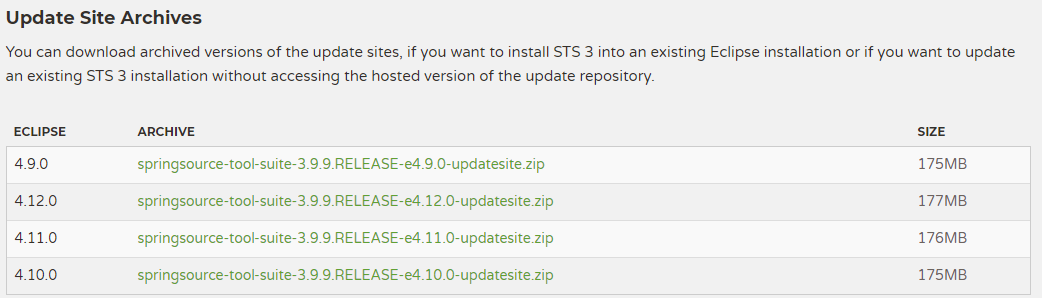 Update Site Archives
You can download archived versions of the update sites, if you want to install STS 3 into an existing Eclipse installation or if you want to update
an existing STS 3 installation without accessing the hosted version of the update repository.
ECLIPSE ARCHIVE SIZE
4.9.0 springsource-tool-suite-3.9.9.RELEASE-e4.9.0-updatesite.zip 175MB
4.12.0 springsource-tool-suite-3.9.9.RELEASE-e4.12.0-updatesite.zip 177MB
4.11.0 springsource-tool-suite-3.9.9.RELEASE-e4.11.0-updatesite.zip 176MB
4.10.0 springsource-tool-suite-3.9.9.RELEASE-e4.10.0-updatesite.zip 175MB